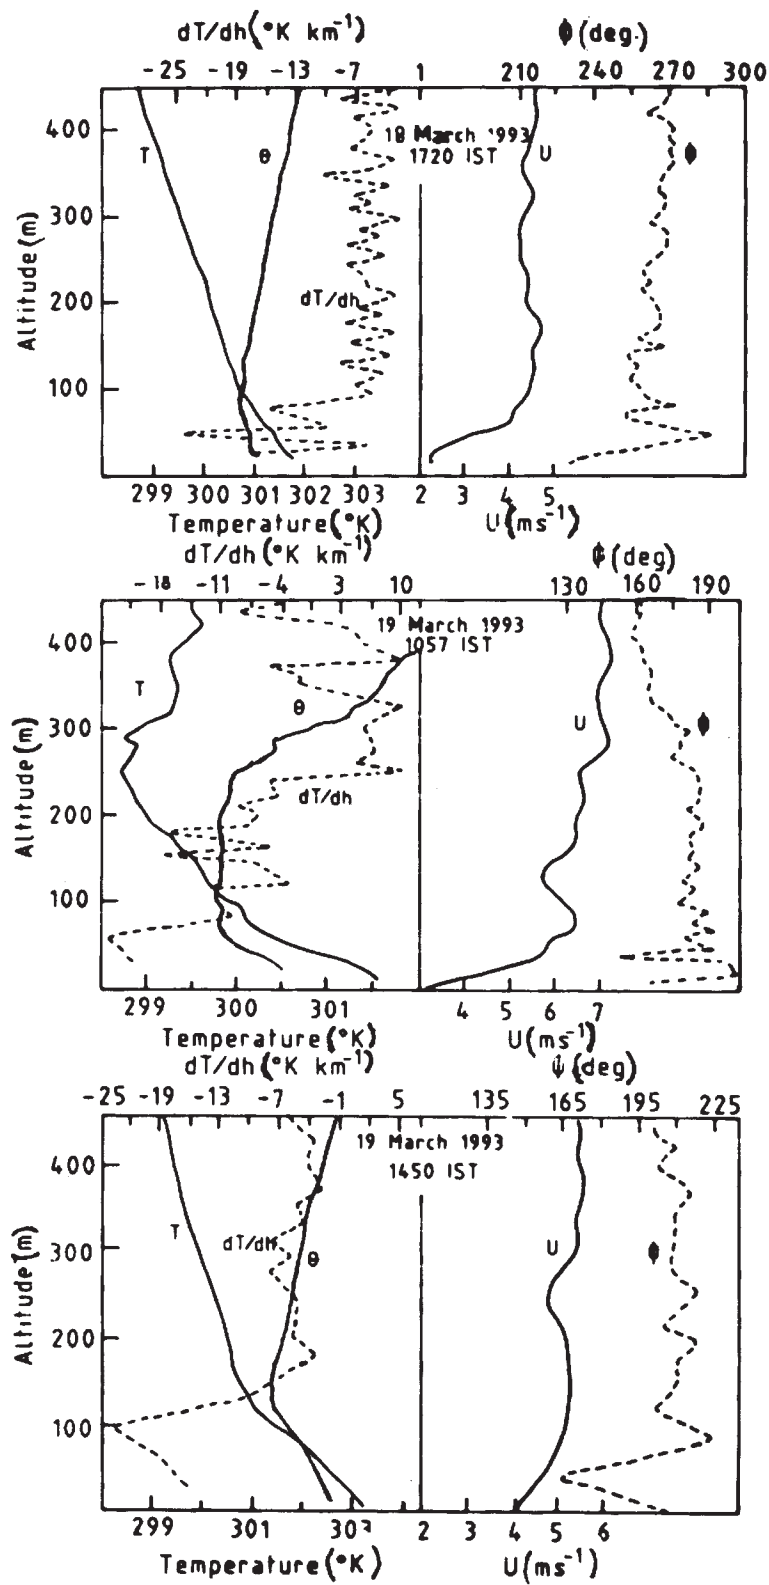 dT/dh(°K km⁻¹) ϕ(deg.)
-25 -19 -13 -7 1 210 240 270 300
18 March 1993
1720 IST
T θ U ϕ
dT/dh
Altitude(m)
400
300
200
100
299 300 301 302 303 2 3 4 5
Temperature(°K) U(ms⁻¹)
dT/dh(°K km⁻¹) ϕ(deg)
-18 -11 -4 3 10 130 160 190
19 March 1993
1057 IST
T θ U ϕ
dT/dh
Altitude(m)
400
300
200
100
299 300 301 4 5 6 7
Temperature(°K) U(ms⁻¹)
dT/dh(°K km⁻¹) ψ(deg)
-25 -19 -13 -7 -1 5 135 165 195 225
19 March 1993
1450 IST
T dT/dH θ U ϕ
Altitude(m)
400
300
200
100
299 301 303 2 3 4 5 6
Temperature(°K) U(ms⁻¹)